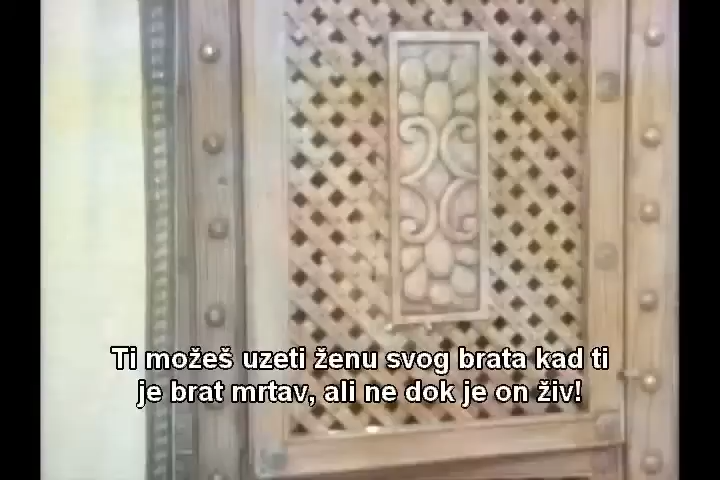 Ti možeš uzeti ženu svog brata kad ti
je brat mrtav, ali ne dok je on živ!